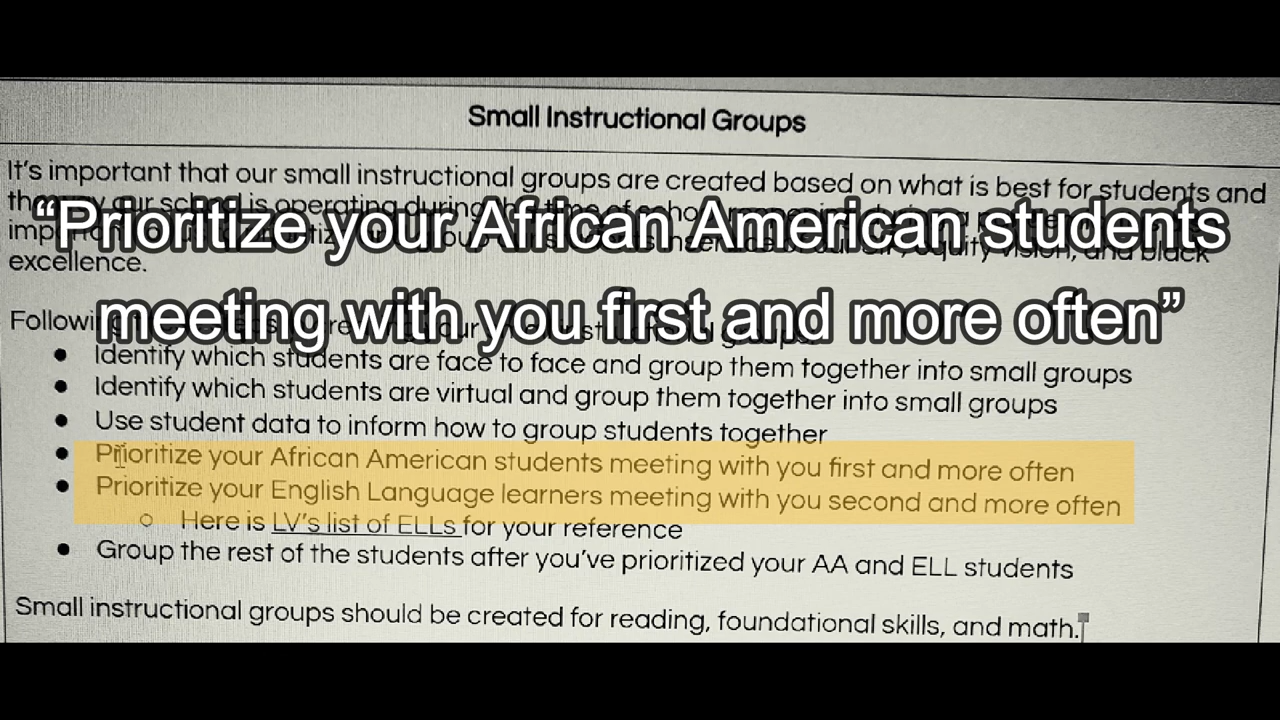 Small Instructional Groups
It's important that our small instructional groups are created based on what is best for students and
excellence.
“Prioritize your African American students
meeting with you first and more often”
Identify which students are face to face and group them together into small groups
Identify which students are virtual and group them together into small groups
Use student data to inform how to group students together
Prioritize your African American students meeting with you first and more often
Prioritize your English Language learners meeting with you second and more often
Here is LV's list of ELLs for your reference
Group the rest of the students after you've prioritized your AA and ELL students
Small instructional groups should be created for reading, foundational skills, and math.